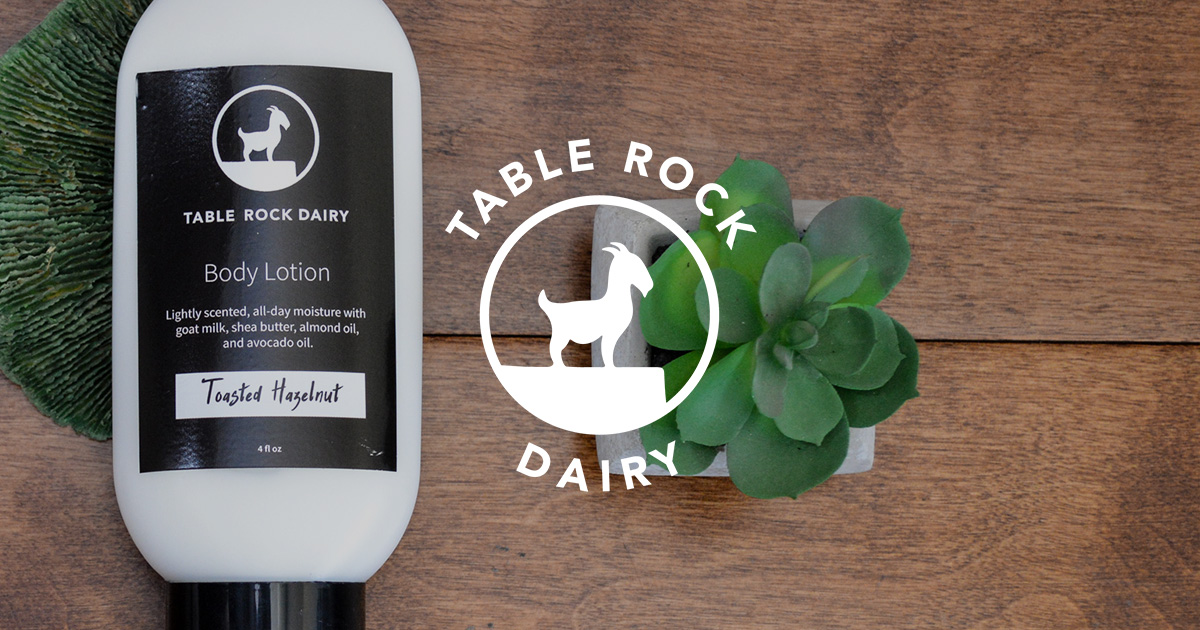 TABLE ROCK DAIRY
Body Lotion
Lightly scented, all-day moisture with
goat milk, shea butter, almond oil,
and avocado oil.
Toasted Hazelnut
4 fl oz
TABLE ROCK
DAIRY